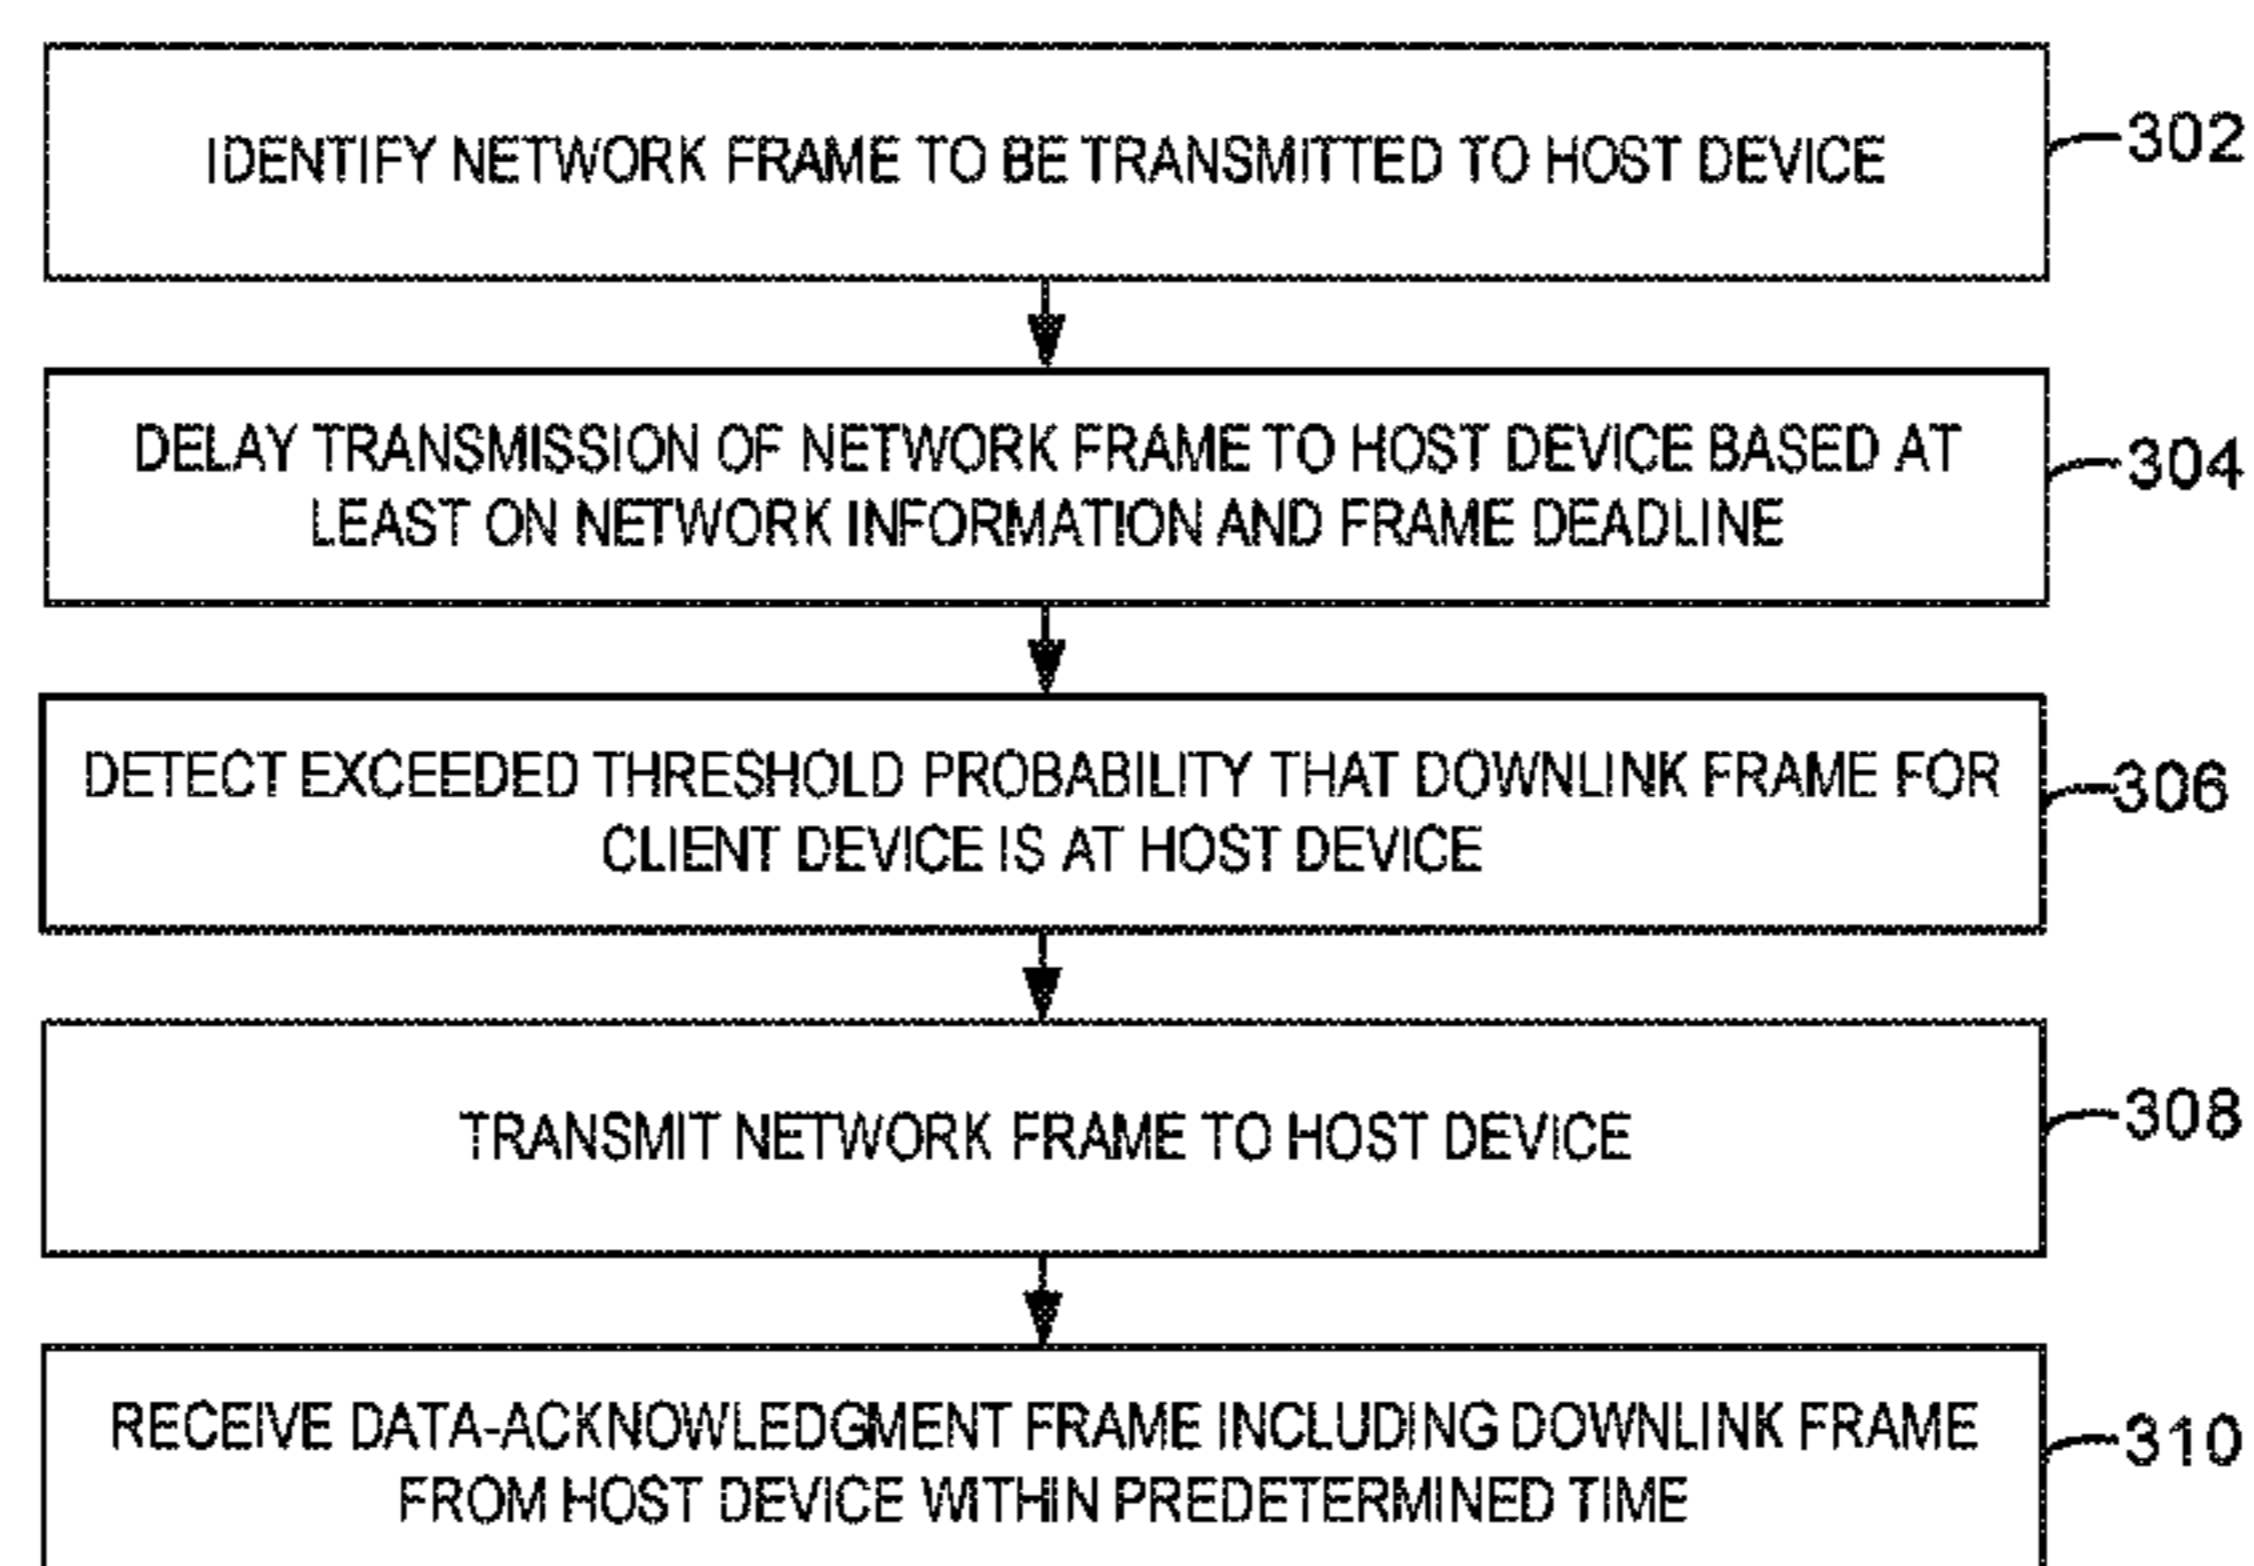 IDENTIFY NETWORK FRAME TO BE TRANSMITTED TO HOST DEVICE
302
DELAY TRANSMISSION OF NETWORK FRAME TO HOST DEVICE BASED AT
LEAST ON NETWORK INFORMATION AND FRAME DEADLINE
304
DETECT EXCEEDED THRESHOLD PROBABILITY THAT DOWNLINK FRAME FOR
CLIENT DEVICE IS AT HOST DEVICE
306
TRANSMIT NETWORK FRAME TO HOST DEVICE
308
RECEIVE DATA-ACKNOWLEDGMENT FRAME INCLUDING DOWNLINK FRAME
FROM HOST DEVICE WITHIN PREDETERMINED TIME
310